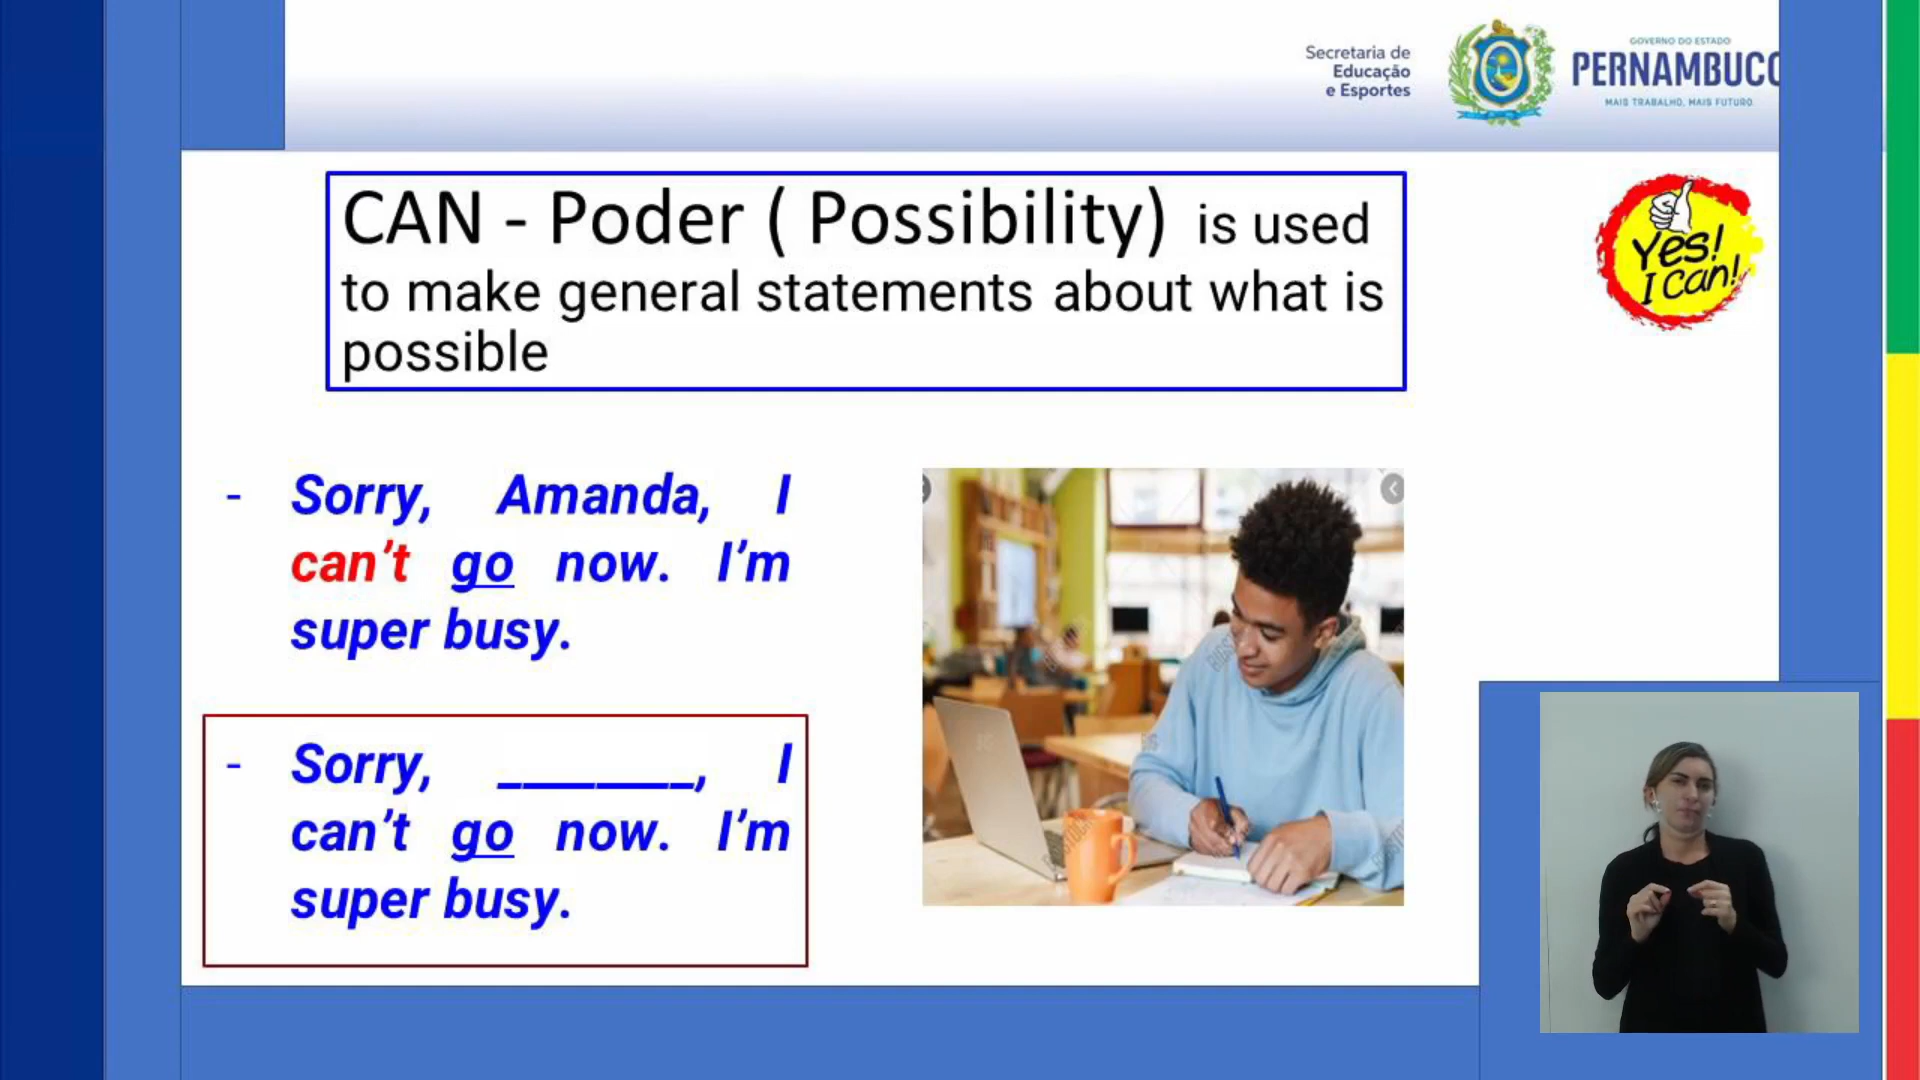 Secretaria de
Educação
e Esportes
GOVERNO DO ESTADO
PERNAMBUCO
MAIS TRABALHO, MAIS FUTURO.
CAN - Poder ( Possibility) is used
to make general statements about what is
possible
Yes!
I can!
- Sorry, Amanda, I
can't go now. I'm
super busy.
- Sorry, ________, I
can't go now. I'm
super busy.